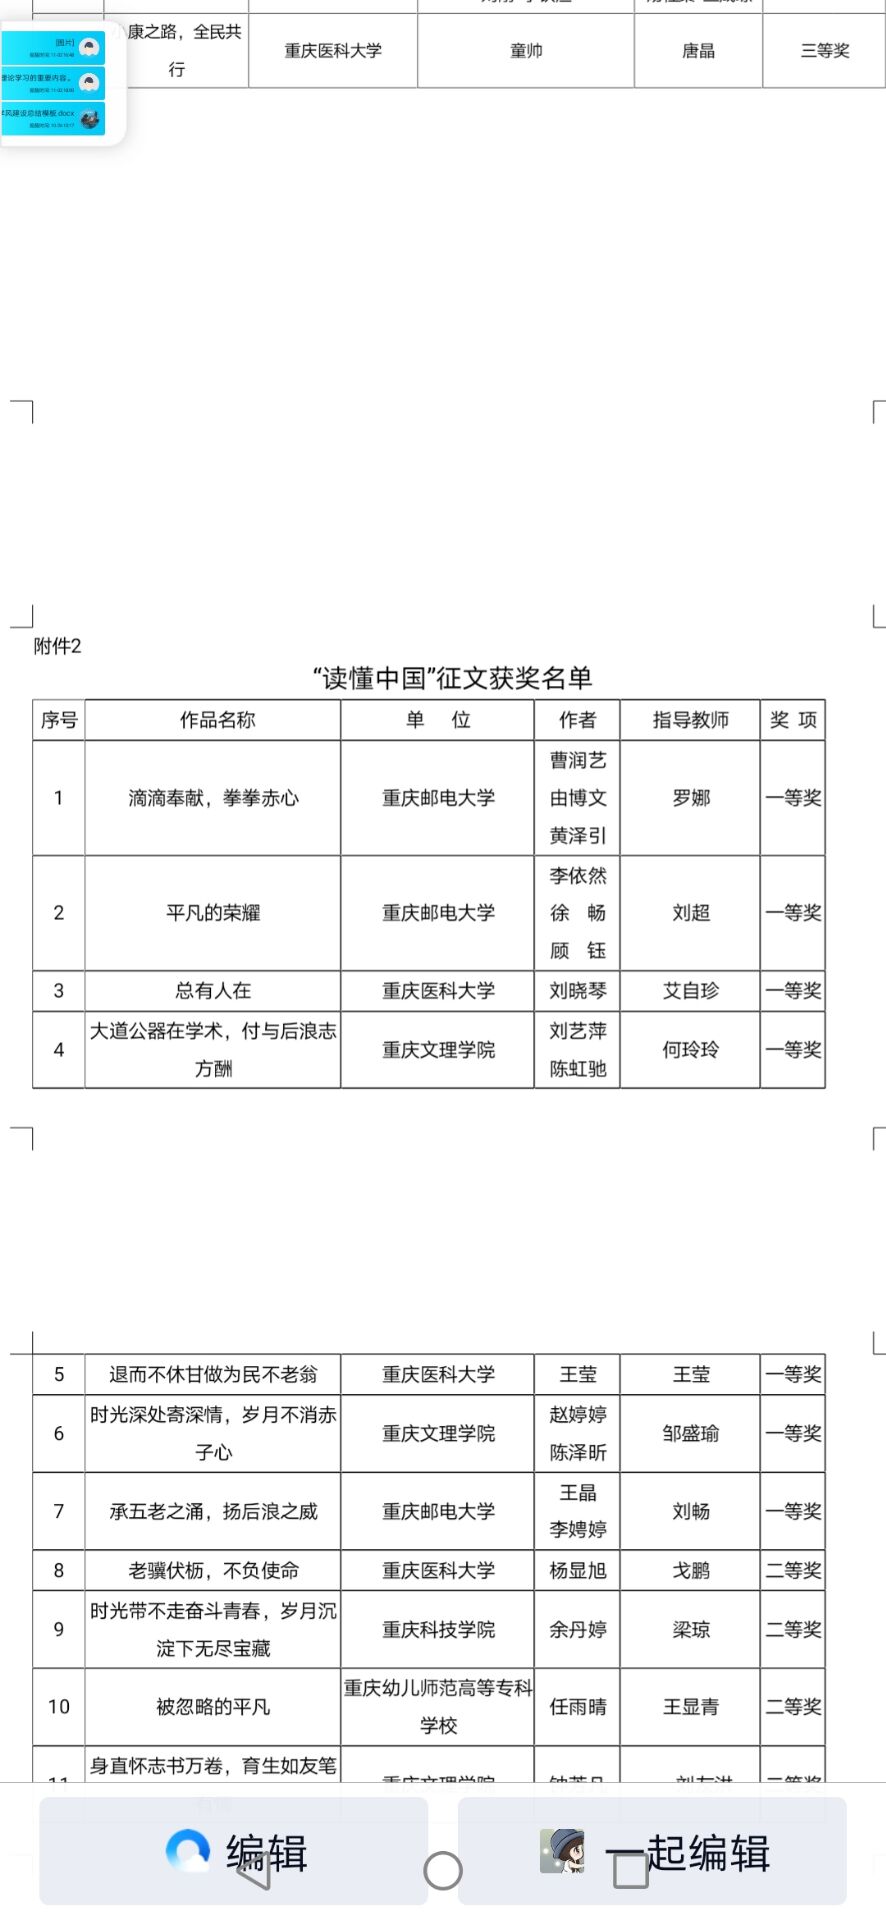 康之路，全民共
行
重庆医科大学
童帅
唐晶
三等奖
[图片]
理论学习的重要内容。
学风建设总结模板.docx
附件2
“读懂中国”征文获奖名单
序号 作品名称 单 位 作者 指导教师 奖 项
曹润艺
1 滴滴奉献，拳拳赤心 重庆邮电大学 由博文 罗娜 一等奖
黄泽引
李依然
2 平凡的荣耀 重庆邮电大学 徐 畅 刘超 一等奖
顾 钰
3 总有人在 重庆医科大学 刘晓琴 艾自珍 一等奖
大道公器在学术，付与后浪志 刘艺萍
4 重庆文理学院 何玲玲 一等奖
方酬 陈虹驰
5 退而不休甘做为民不老翁 重庆医科大学 王莹 王莹 一等奖
时光深处寄深情，岁月不消赤 赵婷婷
6 重庆文理学院 邹盛瑜 一等奖
子心 陈泽昕
王晶
7 承五老之涌，扬后浪之威 重庆邮电大学 刘畅 一等奖
李娉婷
8 老骥伏枥，不负使命 重庆医科大学 杨显旭 戈鹏 二等奖
时光带不走奋斗青春，岁月沉
9 重庆科技学院 余丹婷 梁琼 二等奖
淀下无尽宝藏
重庆幼儿师范高等专科
10 被忽略的平凡 任雨晴 王显青 二等奖
学校
身直怀志书万卷，育生如友笔
11 重庆文理学院 二等奖
编辑 一起编辑